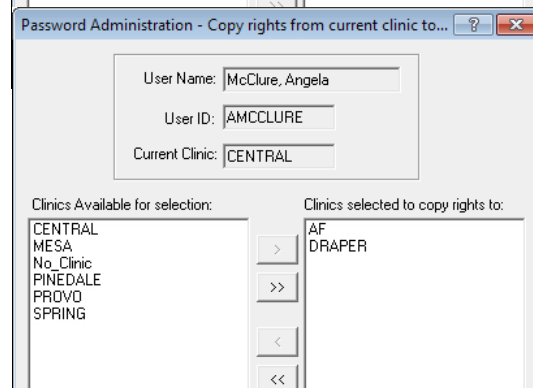 >>
Password Administration - Copy rights from current clinic to...
User Name: McClure, Angela
User ID: AMCCLURE
Current Clinic: CENTRAL
Clinics Available for selection:
Clinics selected to copy rights to:
CENTRAL
MESA
No_Clinic
PINEDALE
PROVO
SPRING
>
>>
<
<<
AF
DRAPER